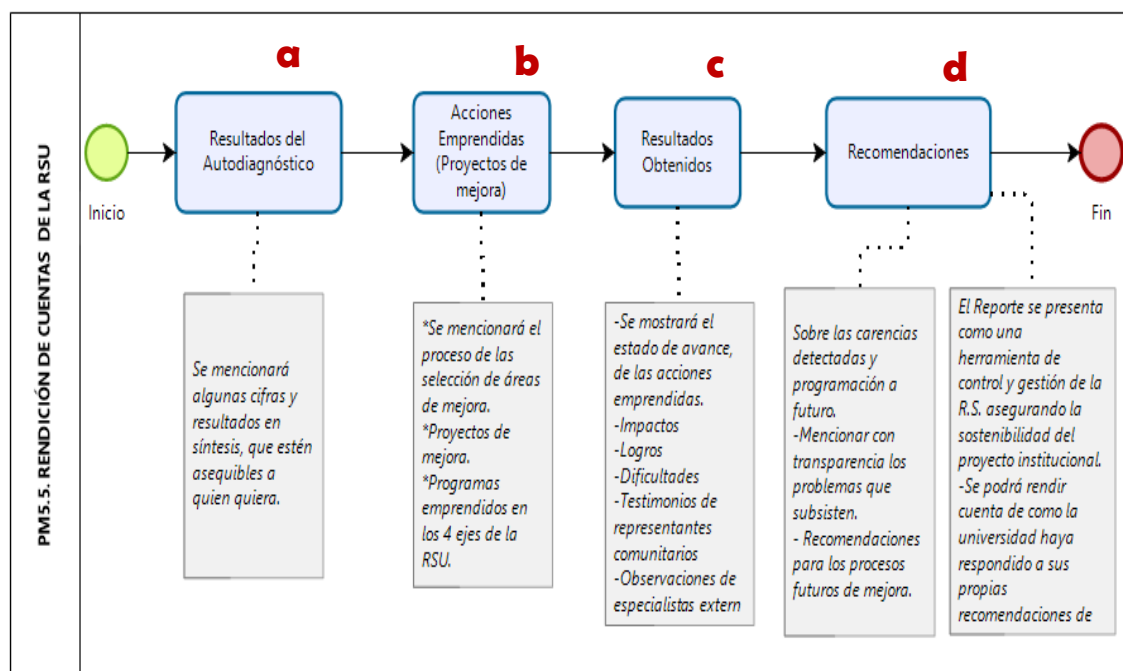 PM5.5. RENDICIÓN DE CUENTAS DE LA RSU
Inicio
a
Resultados del
Autodiagnóstico
Se mencionará
algunas cifras y
resultados en
síntesis, que estén
asequibles a
quien quiera.
b
Acciones
Emprendidas
(Proyectos de
mejora)
*Se mencionará el
proceso de las
selección de áreas
de mejora.
*Proyectos de
mejora.
*Programas
emprendidos en
los 4 ejes de la
RSU.
c
Resultados
Obtenidos
-Se mostrará el
estado de avance,
de las acciones
emprendidas.
-Impactos
-Logros
-Dificultades
-Testimonios de
representantes
comunitarios
-Observaciones de
especialistas extern
d
Recomendaciones
Sobre las carencias
detectadas y
programación a
futuro.
-Mencionar con
transparencia los
problemas que
subsisten.
- Recomendaciones
para los procesos
futuros de mejora.
El Reporte se presenta
como una
herramienta de
control y gestión de la
R.S. asegurando la
sostenibilidad del
proyecto institucional.
-Se podrá rendir
cuenta de como la
universidad haya
respondido a sus
propias
recomendaciones de
Fin